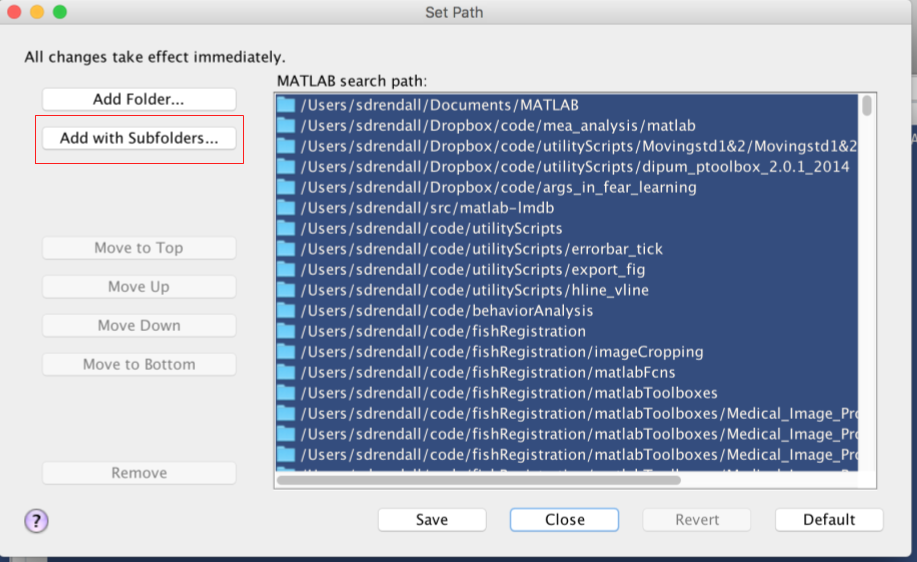 Set Path
All changes take effect immediately.
MATLAB search path:
Add Folder...
Add with Subfolders...
Move to Top
Move Up
Move Down
Move to Bottom
Remove
/Users/sdrendall/Documents/MATLAB
/Users/sdrendall/Dropbox/code/mea_analysis/matlab
/Users/sdrendall/Dropbox/code/utilityScripts/Movingstd1&2/Movingstd1&2
/Users/sdrendall/Dropbox/code/utilityScripts/dipum_ptoolbox_2.0.1_2014
/Users/sdrendall/Dropbox/code/args_in_fear_learning
/Users/sdrendall/src/matlab-lmdb
/Users/sdrendall/code/utilityScripts
/Users/sdrendall/code/utilityScripts/errorbar_tick
/Users/sdrendall/code/utilityScripts/export_fig
/Users/sdrendall/code/utilityScripts/hline_vline
/Users/sdrendall/code/behaviorAnalysis
/Users/sdrendall/code/fishRegistration
/Users/sdrendall/code/fishRegistration/imageCropping
/Users/sdrendall/code/fishRegistration/matlabFcns
/Users/sdrendall/code/fishRegistration/matlabToolboxes
/Users/sdrendall/code/fishRegistration/matlabToolboxes/Medical_Image_Pro
/Users/sdrendall/code/fishRegistration/matlabToolboxes/Medical_Image_Pro
/Users/sdrendall/code/fishRegistration/matlabToolboxes/Medical_Image_Pro
?
Save
Close
Revert
Default